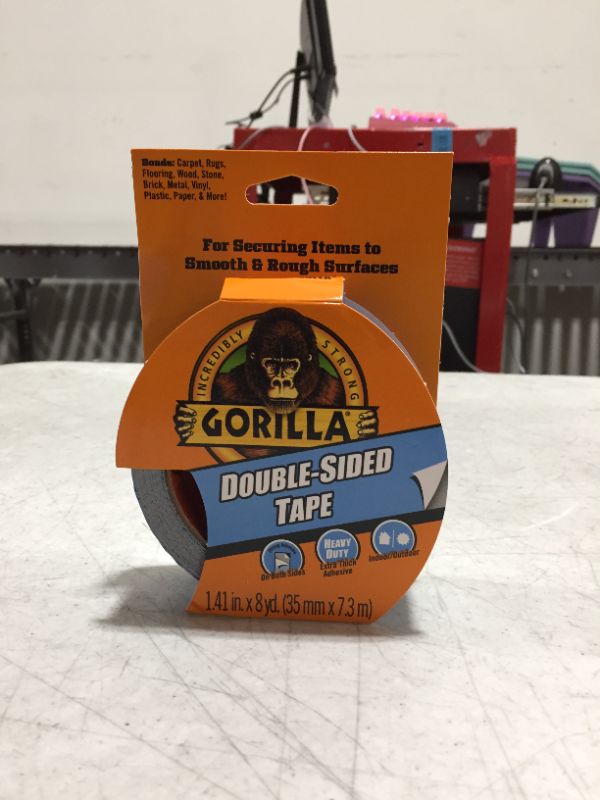 Bonds: Carpet, Rugs,
Flooring, Wood, Stone,
Brick, Metal, Vinyl,
Plastic, Paper, & More!
For Securing Items to
Smooth & Rough Surfaces
INCREDIBLY STRONG
GORILLA®
DOUBLE-SIDED
TAPE
On Both Sides
HEAVY
DUTY
Extra Thick
Adhesive
Indoor/Outdoor
1.41 in. x 8 yd. (35 mm x 7.3 m)